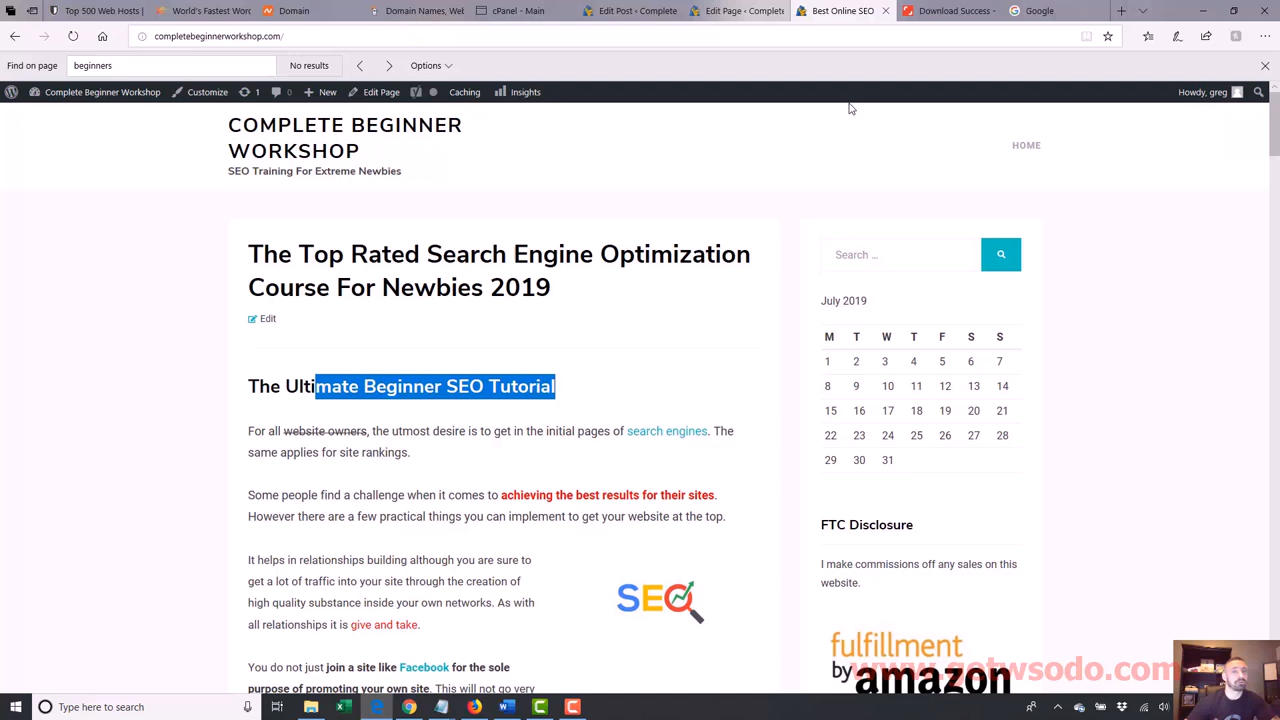 Top 500 Web Hosts |
World's Fastest Word
Domain
Domain Names, Web
cPanel - Main
Edit Post ‹ Complete
Edit Page ‹ Complete
Best Online SEO
Download Success -
Google
completebeginnerworkshop.com/
Find on page
beginners
No results
Options
Complete Beginner Workshop
Customize
1
0
New
Edit Page
Caching
Insights
Howdy, greg
COMPLETE BEGINNER
WORKSHOP
SEO Training For Extreme Newbies
HOME
The Top Rated Search Engine Optimization
Course For Newbies 2019
Edit
The Ultimate Beginner SEO Tutorial
For all website owners, the utmost desire is to get in the initial pages of search engines. The
same applies for site rankings.
Some people find a challenge when it comes to achieving the best results for their sites.
However there are a few practical things you can implement to get your website at the top.
It helps in relationships building although you are sure to
get a lot of traffic into your site through the creation of
high quality substance inside your own networks. As with
all relationships it is give and take.
SEO
You do not just join a site like Facebook for the sole
purpose of promoting your own site. This will not go very
Search …
July 2019
M T W T F S S
1 2 3 4 5 6 7
8 9 10 11 12 13 14
15 16 17 18 19 20 21
22 23 24 25 26 27 28
29 30 31
FTC Disclosure
I make commissions off any sales on this
website.
fulfillment
by amazon
www.gotwsodo.com
Type here to search